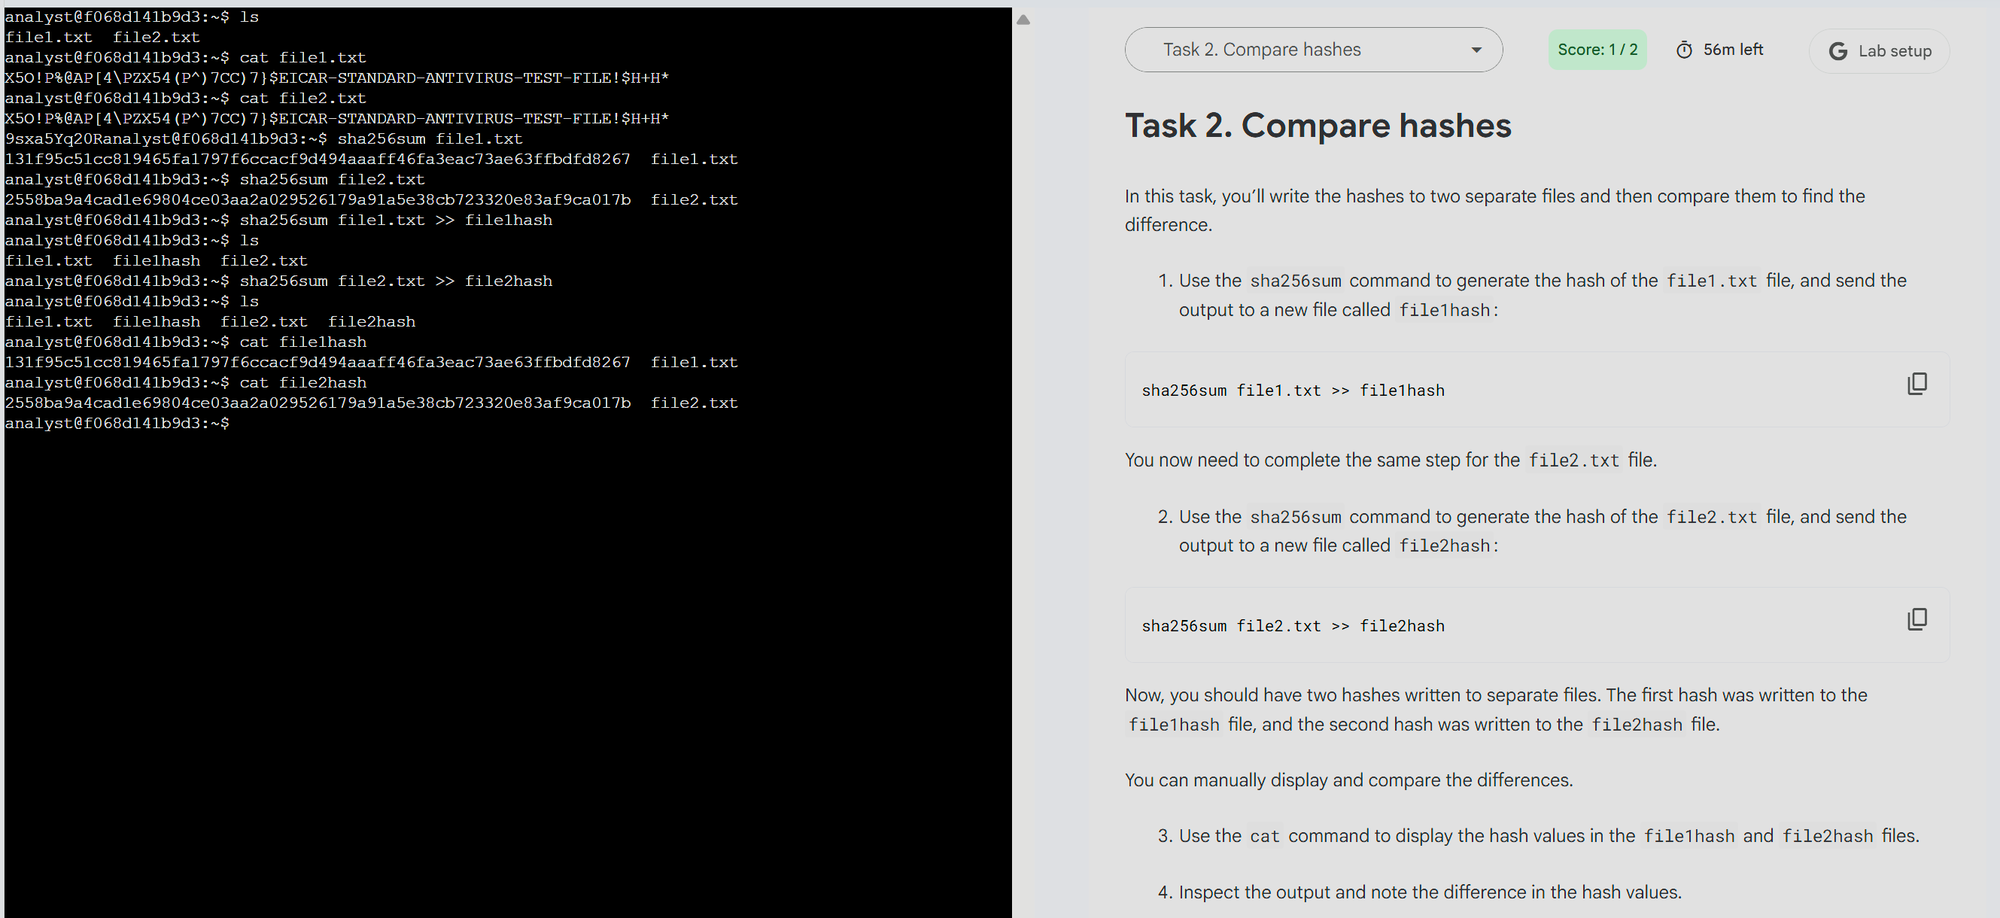 analyst@f068d141b9d3:~$ ls
file1.txt  file2.txt
analyst@f068d141b9d3:~$ cat file1.txt
X5O!P%@AP[4\PZX54(P^)7CC)7}$EICAR-STANDARD-ANTIVIRUS-TEST-FILE!$H+H*
analyst@f068d141b9d3:~$ cat file2.txt
X5O!P%@AP[4\PZX54(P^)7CC)7}$EICAR-STANDARD-ANTIVIRUS-TEST-FILE!$H+H*
9sxa5Yq20Ranalyst@f068d141b9d3:~$ sha256sum file1.txt
131f95c51cc819465fa1797f6ccacf9d494aaaff46fa3eac73ae63ffbdfd8267  file1.txt
analyst@f068d141b9d3:~$ sha256sum file2.txt
2558ba9a4cad1e69804ce03aa2a029526179a91a5e38cb723320e83af9ca017b  file2.txt
analyst@f068d141b9d3:~$ sha256sum file1.txt >> file1hash
analyst@f068d141b9d3:~$ ls
file1.txt  file1hash  file2.txt
analyst@f068d141b9d3:~$ sha256sum file2.txt >> file2hash
analyst@f068d141b9d3:~$ ls
file1.txt  file1hash  file2.txt  file2hash
analyst@f068d141b9d3:~$ cat file1hash
131f95c51cc819465fa1797f6ccacf9d494aaaff46fa3eac73ae63ffbdfd8267  file1.txt
analyst@f068d141b9d3:~$ cat file2hash
2558ba9a4cad1e69804ce03aa2a029526179a91a5e38cb723320e83af9ca017b  file2.txt
analyst@f068d141b9d3:~$
Task 2. Compare hashes
Score: 1 / 2
56m left
G Lab setup
Task 2. Compare hashes
In this task, you’ll write the hashes to two separate files and then compare them to find the
difference.
1. Use the sha256sum command to generate the hash of the file1.txt file, and send the
output to a new file called file1hash:
sha256sum file1.txt >> file1hash
You now need to complete the same step for the file2.txt file.
2. Use the sha256sum command to generate the hash of the file2.txt file, and send the
output to a new file called file2hash:
sha256sum file2.txt >> file2hash
Now, you should have two hashes written to separate files. The first hash was written to the
file1hash file, and the second hash was written to the file2hash file.
You can manually display and compare the differences.
3. Use the cat command to display the hash values in the file1hash and file2hash files.
4. Inspect the output and note the difference in the hash values.